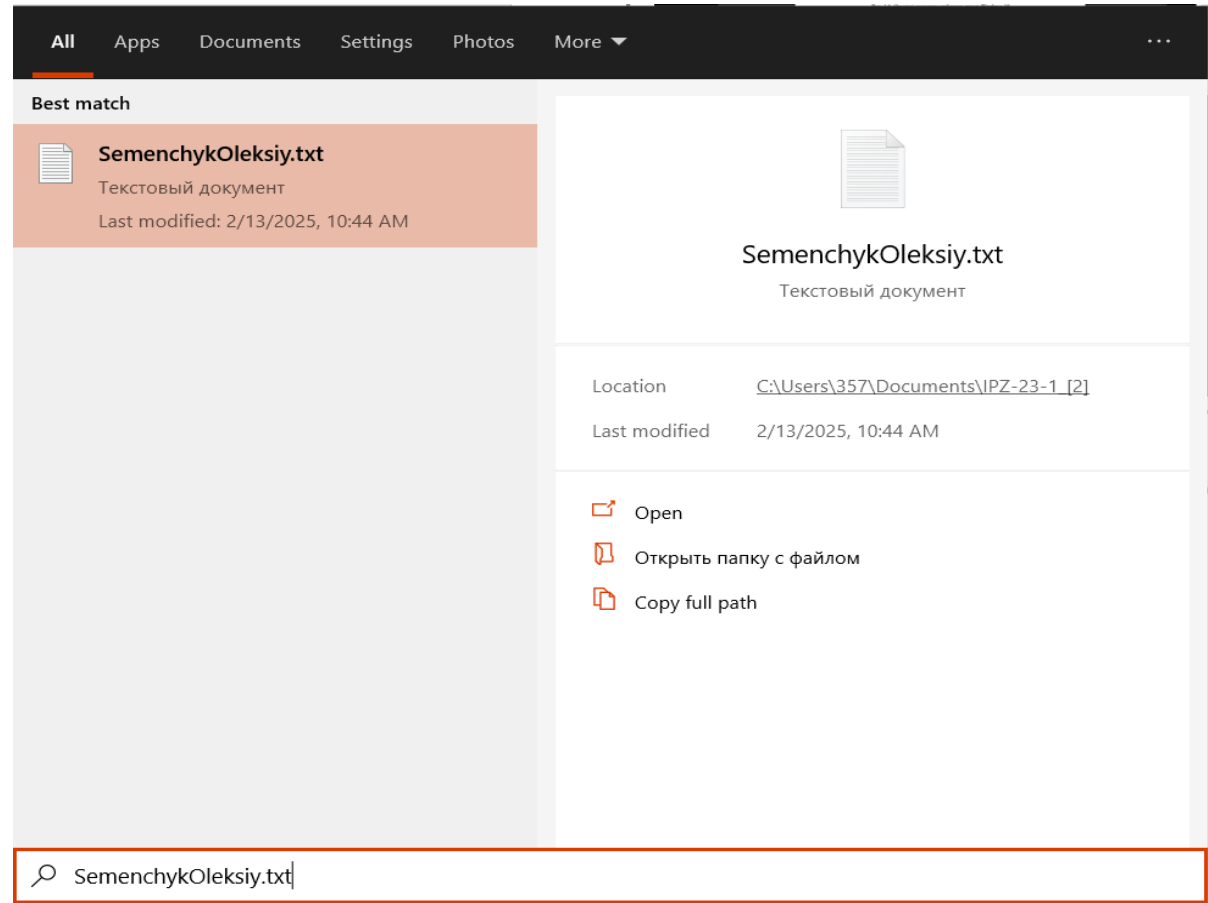 All Apps Documents Settings Photos More ...
Best match
SemenchykOleksiy.txt
Текстовый документ
Last modified: 2/13/2025, 10:44 AM
SemenchykOleksiy.txt
Текстовый документ
Location C:\Users\357\Documents\IPZ-23-1_[2]
Last modified 2/13/2025, 10:44 AM
Open
Открыть папку с файлом
Copy full path
SemenchykOleksiy.txt